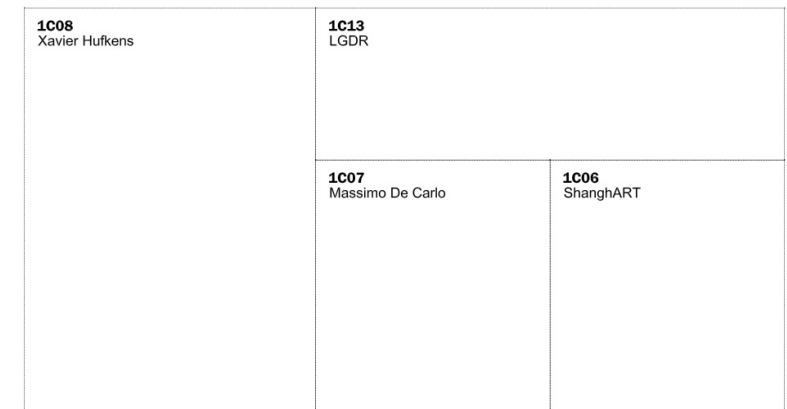 1C08
Xavier Hufkens
1C13
LGDR
1C07
Massimo De Carlo
1C06
ShanghART